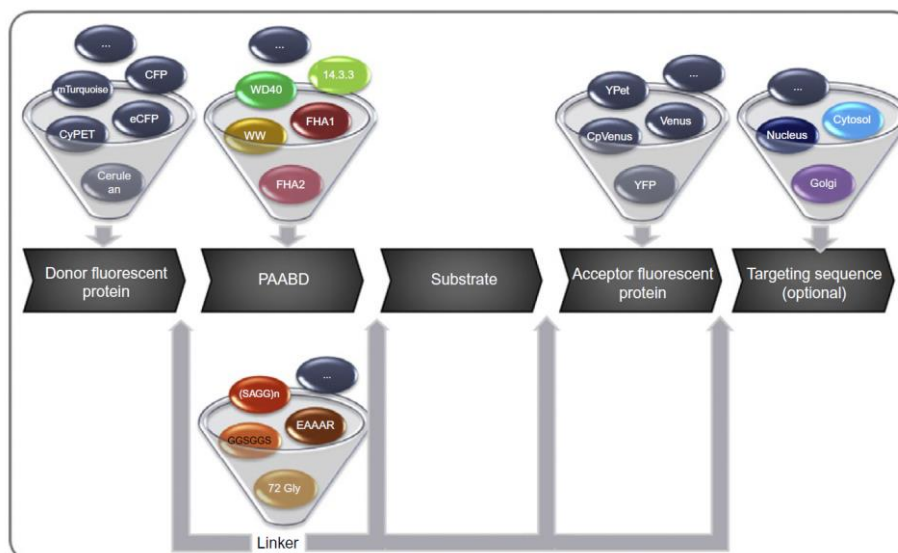 ...
mTurquoise
CFP
CyPET
eCFP
Cerule
an
...
WD40
14.3.3
WW
FHA1
FHA2
YPet
...
CpVenus
Venus
YFP
...
Nucleus
Cytosol
Golgi
Donor fluorescent
protein
PAABD
Substrate
Acceptor fluorescent
protein
Targeting sequence
(optional)
(SAGG)n
...
GGSGGS
EAAAR
72 Gly
Linker